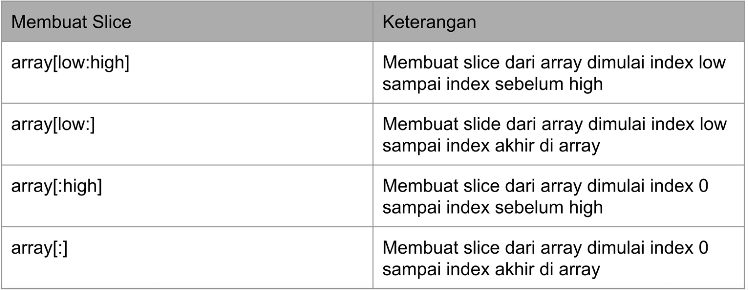 Membuat Slice
Keterangan
array[low:high]
Membuat slice dari array dimulai index low
sampai index sebelum high
array[low:]
Membuat slide dari array dimulai index low
sampai index akhir di array
array[:high]
Membuat slice dari array dimulai index 0
sampai index sebelum high
array[:]
Membuat slice dari array dimulai index 0
sampai index akhir di array